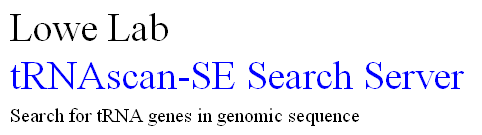 Lowe Lab
tRNAscan-SE Search Server
Search for tRNA genes in genomic sequence